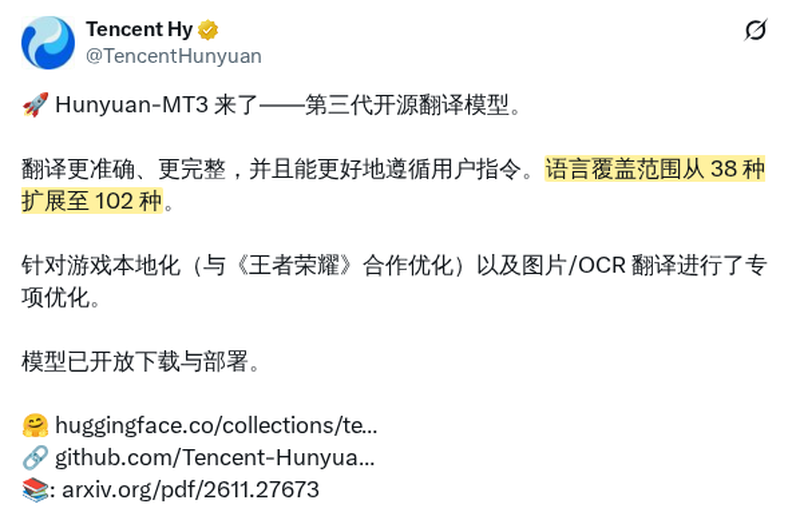 Tencent Hy
@TencentHunyuan
🚀 Hunyuan-MT3 来了——第三代开源翻译模型。
翻译更准确、更完整，并且能更好地遵循用户指令。语言覆盖范围从 38 种
扩展至 102 种。
针对游戏本地化（与《王者荣耀》合作优化）以及图片/OCR 翻译进行了专
项优化。
模型已开放下载与部署。
🤗 huggingface.co/collections/te…
🔗 github.com/Tencent-Hunyua…
📚: arxiv.org/pdf/2611.27673